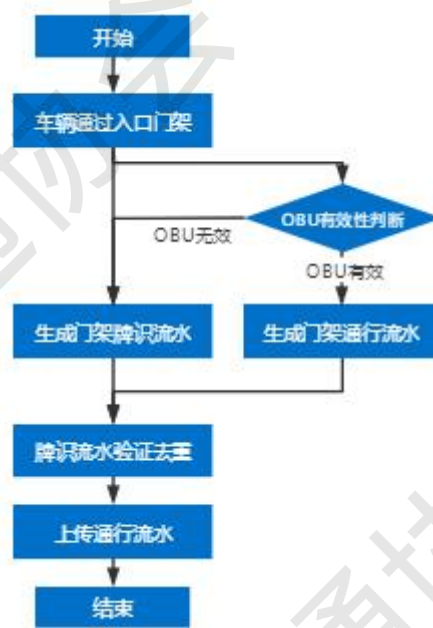 开始
车辆通过入口门架
OBU有效性判断
OBU无效
OBU有效
生成门架牌识流水
生成门架通行流水
牌识流水验证去重
上传通行流水
结束